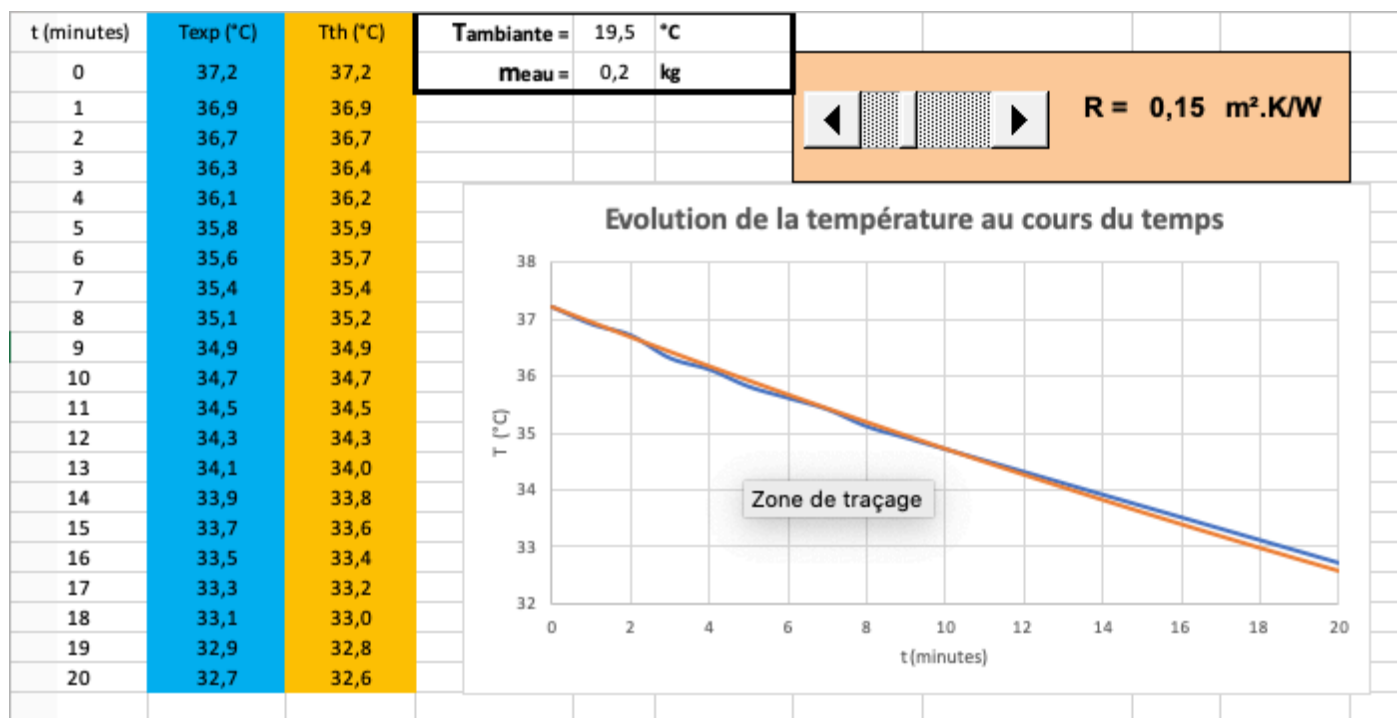 t (minutes) Texp (°C) Tth (°C) Tambiante = 19,5 °C
0 37,2 37,2 meau = 0,2 kg
1 36,9 36,9 R = 0,15 m².K/W
2 36,7 36,7
3 36,3 36,4
4 36,1 36,2
5 35,8 35,9
6 35,6 35,7
7 35,4 35,4
8 35,1 35,2
9 34,9 34,9
10 34,7 34,7
11 34,5 34,5
12 34,3 34,3
13 34,1 34,0
14 33,9 33,8
15 33,7 33,6
16 33,5 33,4
17 33,3 33,2
18 33,1 33,0
19 32,9 32,8
20 32,7 32,6
Evolution de la température au cours du temps
38
37
36
35
34
33
32
T (°C)
Zone de traçage
0 2 4 6 8 10 12 14 16 18 20
t (minutes)